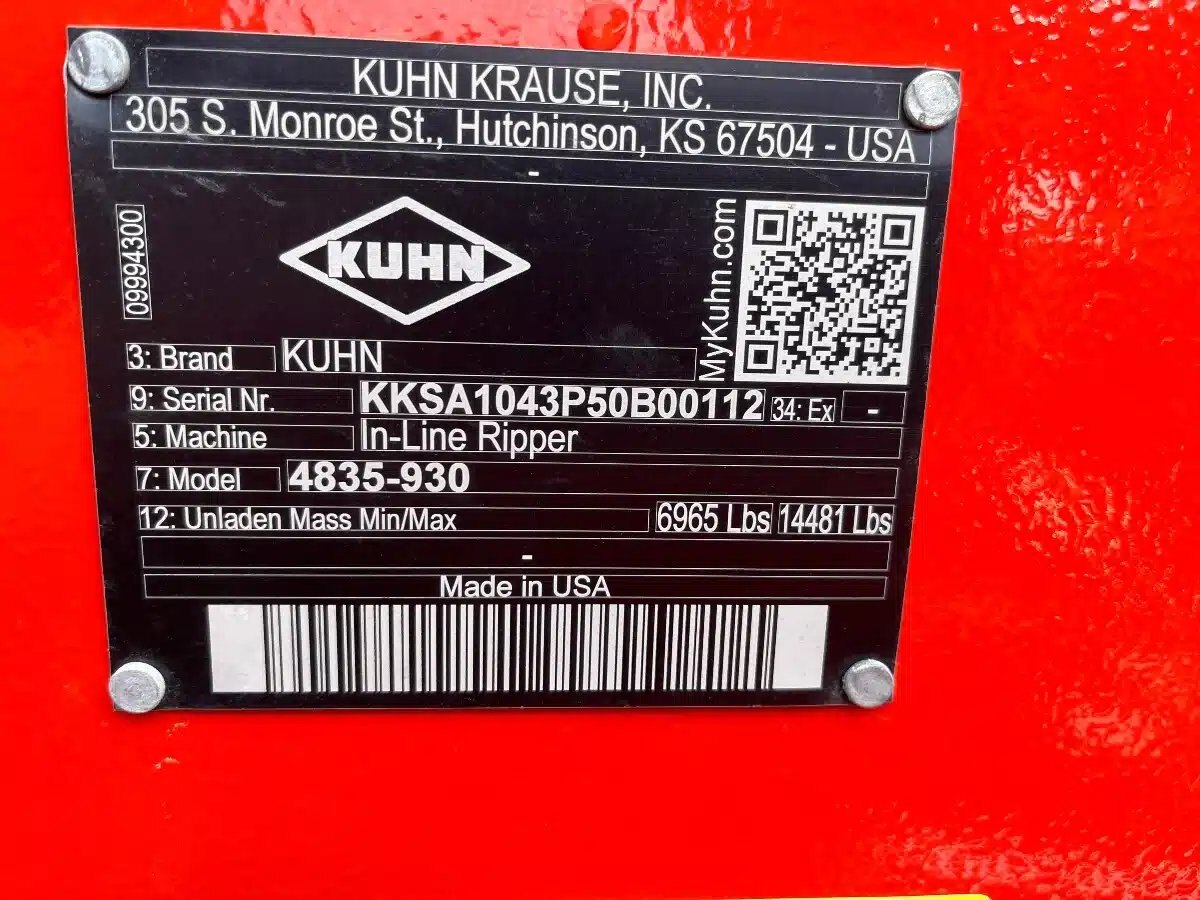 KUHN KRAUSE, INC.
305 S. Monroe St., Hutchinson, KS 67504 - USA
-
09994300
KUHN
MyKuhn.com
3: Brand KUHN
9: Serial Nr. KKSA1043P50B00112 34: Ex -
5: Machine In-Line Ripper
7: Model 4835-930
12: Unladen Mass Min/Max 6965 Lbs 14481 Lbs
-
Made in USA